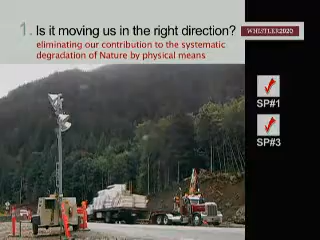 1. Is it moving us in the right direction?
WHISTLER2020
eliminating our contribution to the systematic
degradation of Nature by physical means
SP#1
SP#3